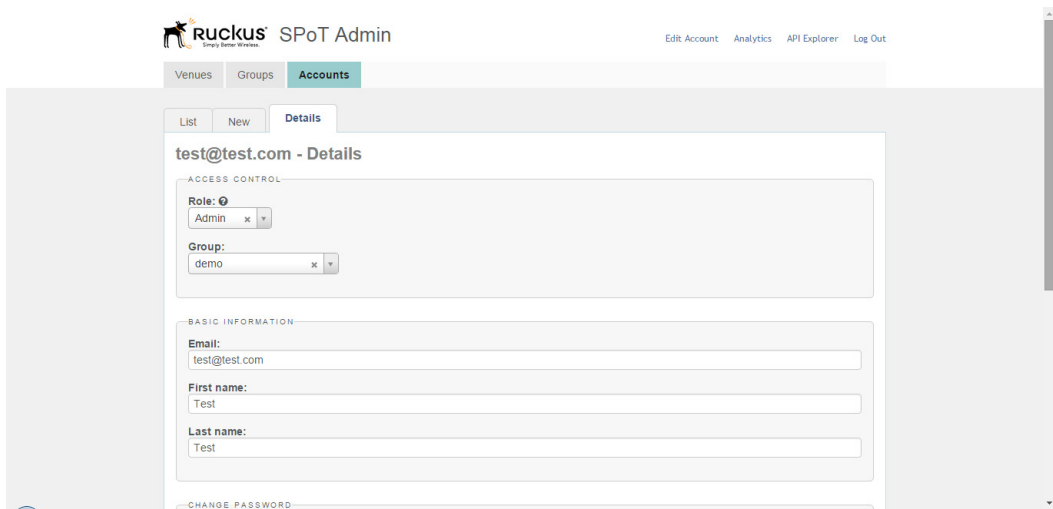 Ruckus SPoT Admin
Simply Better Wireless.
Edit Account Analytics API Explorer Log Out
Venues Groups Accounts
List New Details
test@test.com - Details
ACCESS CONTROL
Role:
Admin
Group:
demo
BASIC INFORMATION
Email:
test@test.com
First name:
Test
Last name:
Test
CHANGE PASSWORD